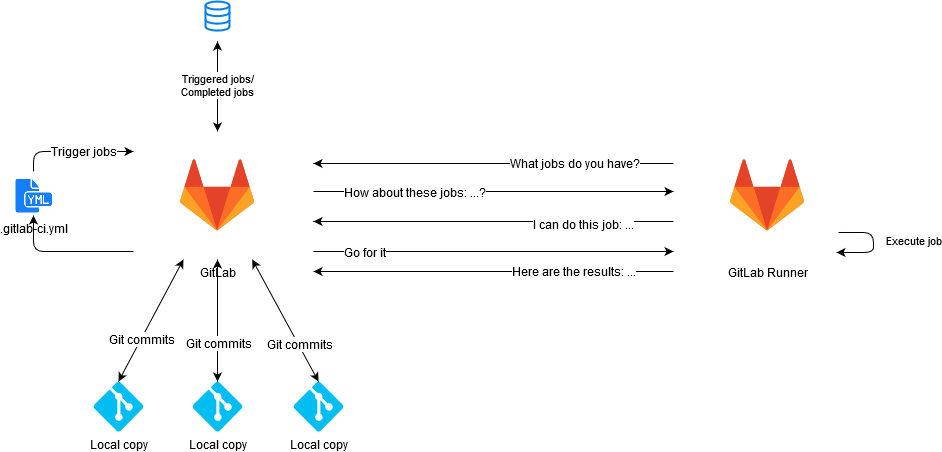 Triggered jobs/
Completed jobs
Trigger jobs
What jobs do you have?
YML
How about these jobs: ...?
.gitlab-ci.yml
I can do this job: ...
Execute job
Go for it
GitLab
Here are the results: ...
GitLab Runner
Git commits
Git commits
Git commits
Local copy
Local copy
Local copy